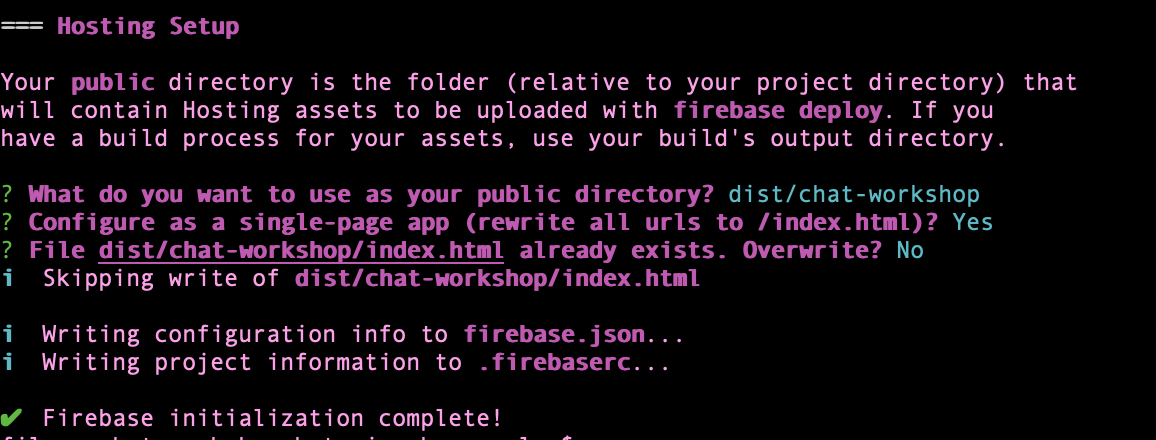 === Hosting Setup
Your public directory is the folder (relative to your project directory) that
will contain Hosting assets to be uploaded with firebase deploy. If you
have a build process for your assets, use your build's output directory.
? What do you want to use as your public directory? dist/chat-workshop
? Configure as a single-page app (rewrite all urls to /index.html)? Yes
? File dist/chat-workshop/index.html already exists. Overwrite? No
i Skipping write of dist/chat-workshop/index.html
i Writing configuration info to firebase.json...
i Writing project information to .firebaserc...
✔ Firebase initialization complete!